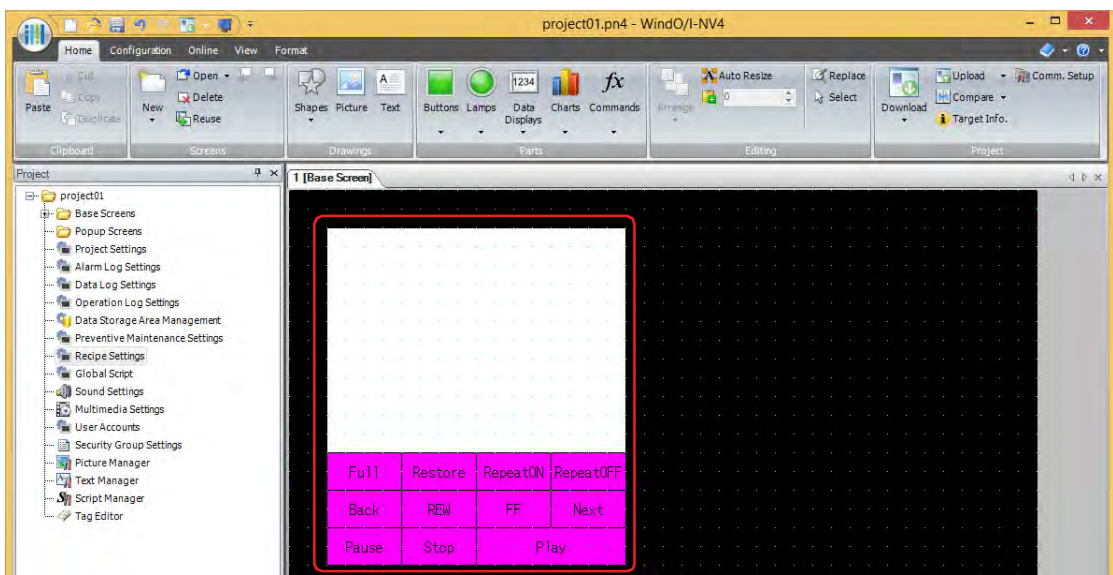 project01.pn4 - WindO/I-NV4
Home Configuration Online View Format
Paste
Cut
Copy
Duplicate
Clipboard
New
Open
Delete
Reuse
Screens
Shapes Picture Text
Drawings
Buttons Lamps Data Displays Charts Commands
1234
fx
Parts
Arrange
Auto Resize
0
Replace
Select
Editing
Download
Upload
Compare
Target Info.
Comm. Setup
Project
Project
project01
Base Screens
Popup Screens
Project Settings
Alarm Log Settings
Data Log Settings
Operation Log Settings
Data Storage Area Management
Preventive Maintenance Settings
Recipe Settings
Global Script
Sound Settings
Multimedia Settings
User Accounts
Security Group Settings
Picture Manager
Text Manager
Script Manager
Tag Editor
1 [Base Screen]
Full Restore RepeatON RepeatOFF
Back REW FF Next
Pause Stop Play